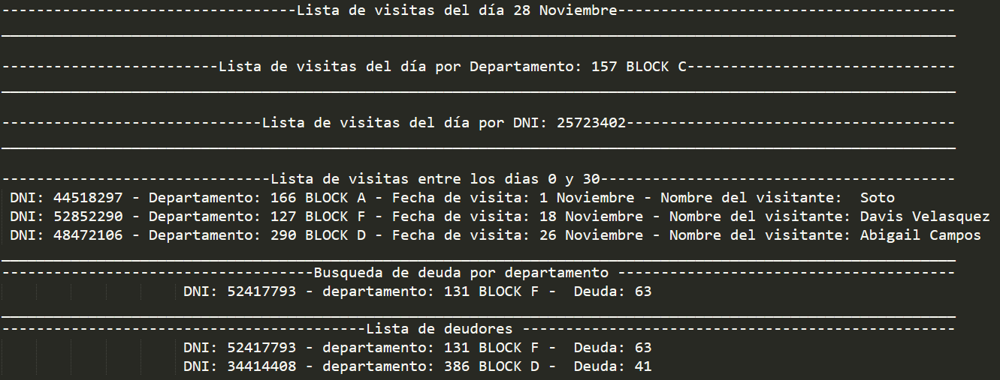 ----------------------------------Lista de visitas del día 28 Noviembre---------------------------------------
______________________________________________________________________________________________________________
-------------------------Lista de visitas del día por Departamento: 157 BLOCK C-------------------------------
______________________________________________________________________________________________________________
------------------------------Lista de visitas del día por DNI: 25723402--------------------------------------
______________________________________________________________________________________________________________
-------------------------------Lista de visitas entre los dias 0 y 30-----------------------------------------
DNI: 44518297 - Departamento: 166 BLOCK A - Fecha de visita: 1 Noviembre - Nombre del visitante:  Soto
DNI: 52852290 - Departamento: 127 BLOCK F - Fecha de visita: 18 Noviembre - Nombre del visitante: Davis Velasquez
DNI: 48472106 - Departamento: 290 BLOCK D - Fecha de visita: 26 Noviembre - Nombre del visitante: Abigail Campos
______________________________________________________________________________________________________________
------------------------------------Busqueda de deuda por departamento ---------------------------------------
DNI: 52417793 - departamento: 131 BLOCK F -  Deuda: 63
______________________________________________________________________________________________________________
------------------------------------------Lista de deudores --------------------------------------------------
DNI: 52417793 - departamento: 131 BLOCK F -  Deuda: 63
DNI: 34414408 - departamento: 386 BLOCK D -  Deuda: 41